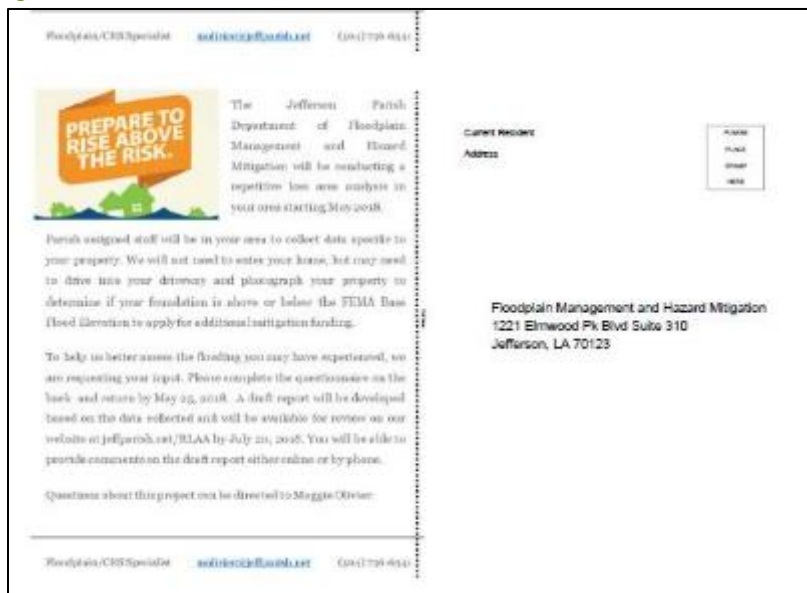 Floodplain/CRS Specialist
PREPARE TO
RISE ABOVE
THE RISK.
The Jefferson Parish
Department of Floodplain
Management and Hazard
Mitigation will be conducting a
repetitive loss area analysis in
your area starting May 2018.
Parish assigned staff will be in your area to collect data specific to
your property. We will not need to enter your home, but may need
to drive into your driveway and photograph your property to
determine if your foundation is above or below the FEMA Base
Flood Elevation to apply for additional mitigation funding.
To help us better assess the flooding you may have experienced, we
are requesting your input. Please complete the questionnaire on the
back and return by May 25, 2018. A draft report will be developed
based on the data collected and will be available for review on our
website at jeffparish.net/RLAA by July 20, 2018. You will be able to
provide comments on the draft report either online or by phone.
Questions about this project can be directed to Maggie Olivier:
Floodplain/CRS Specialist
Current Resident
Address
PLACE
STAMP
HERE
Floodplain Management and Hazard Mitigation
1221 Elmwood Pk Blvd Suite 310
Jefferson, LA 70123